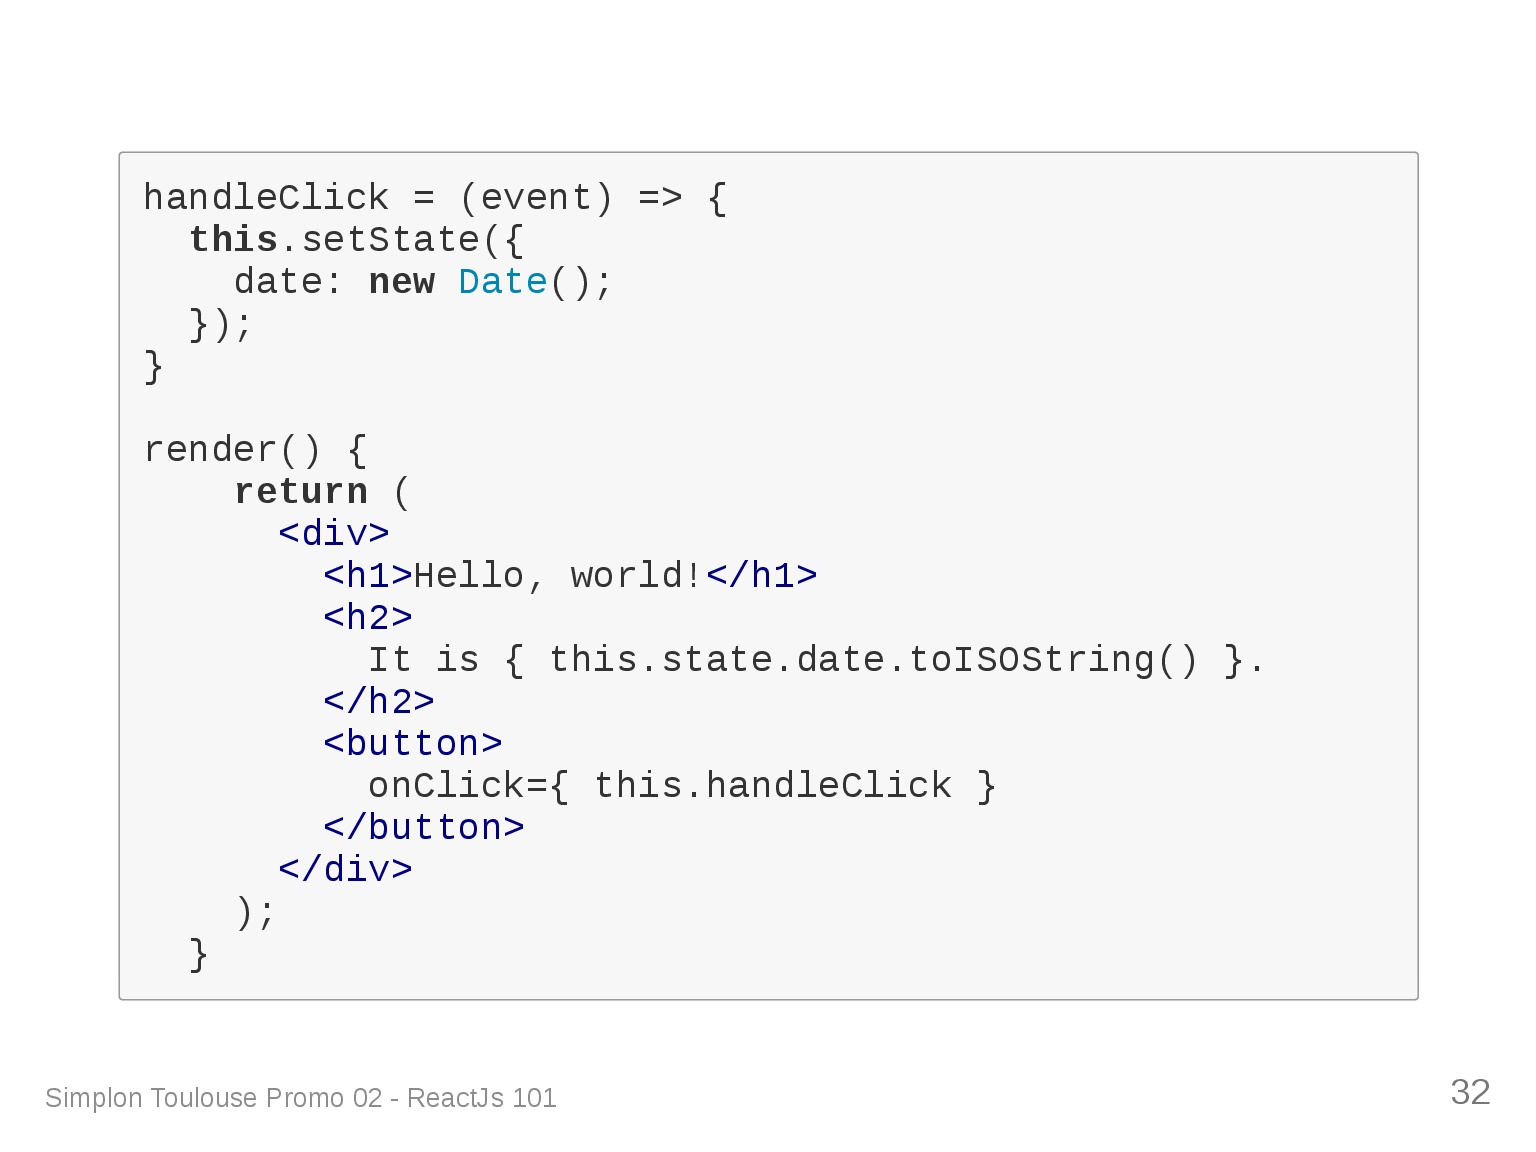 handleClick = (event) => {
  this.setState({
    date: new Date();
  });
}

render() {
    return (
      <div>
        <h1>Hello, world!</h1>
        <h2>
          It is { this.state.date.toISOString() }.
        </h2>
        <button>
          onClick={ this.handleClick }
        </button>
      </div>
    );
  }
Simplon Toulouse Promo 02 - ReactJs 101
32